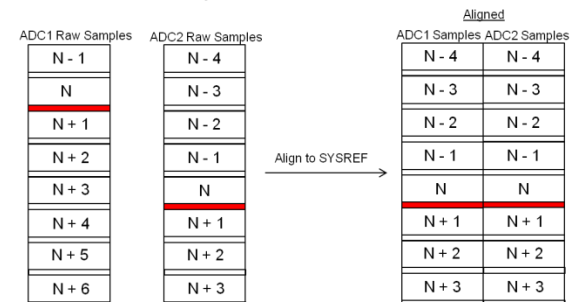 Aligned
ADC1 Raw Samples
ADC2 Raw Samples
ADC1 Samples ADC2 Samples
N - 1
N
N + 1
N + 2
N + 3
N + 4
N + 5
N + 6
N - 4
N - 3
N - 2
N - 1
N
N + 1
N + 2
N + 3
Align to SYSREF
N - 4 N - 4
N - 3 N - 3
N - 2 N - 2
N - 1 N - 1
N N
N + 1 N + 1
N + 2 N + 2
N + 3 N + 3